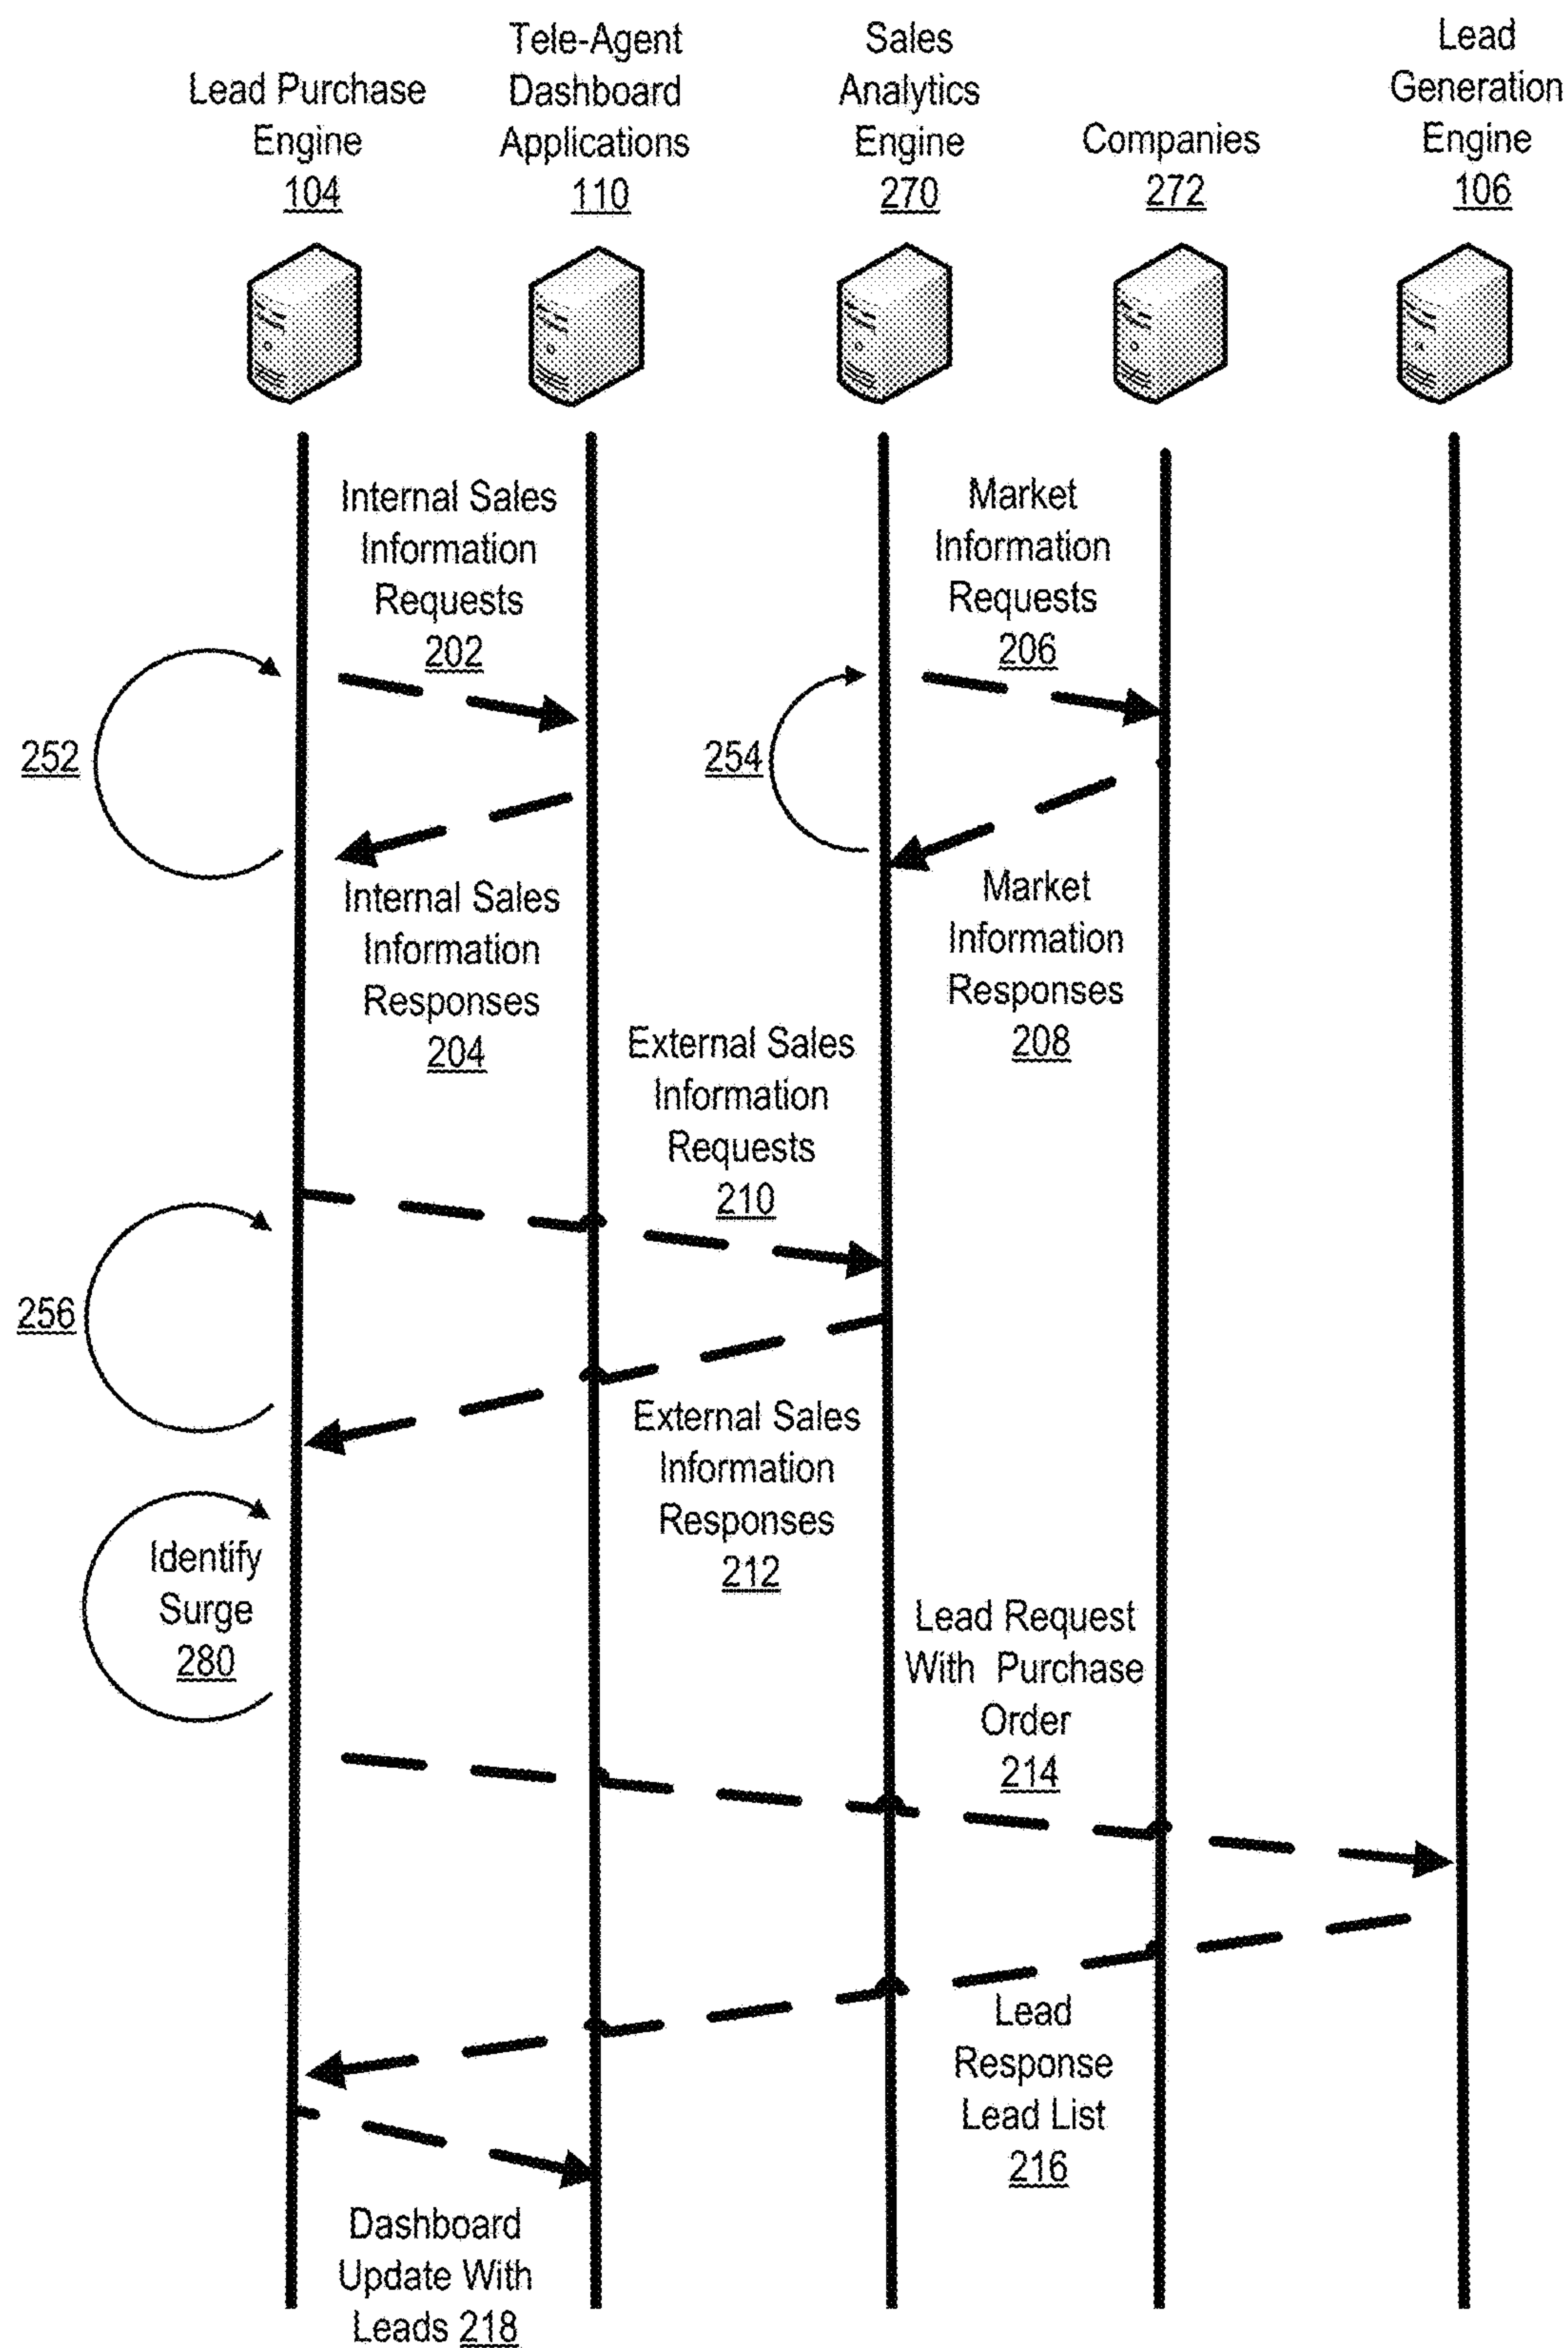 Lead Purchase
Engine
104
Tele-Agent
Dashboard
Applications
110
Sales
Analytics
Engine
270
Companies
272
Lead
Generation
Engine
106
Internal Sales
Information
Requests
202
Market
Information
Requests
206
252
254
Internal Sales
Information
Responses
204
Market
Information
Responses
208
External Sales
Information
Requests
210
256
External Sales
Information
Responses
212
Identify
Surge
280
Lead Request
With Purchase
Order
214
Lead
Response
Lead List
216
Dashboard
Update With
Leads 218